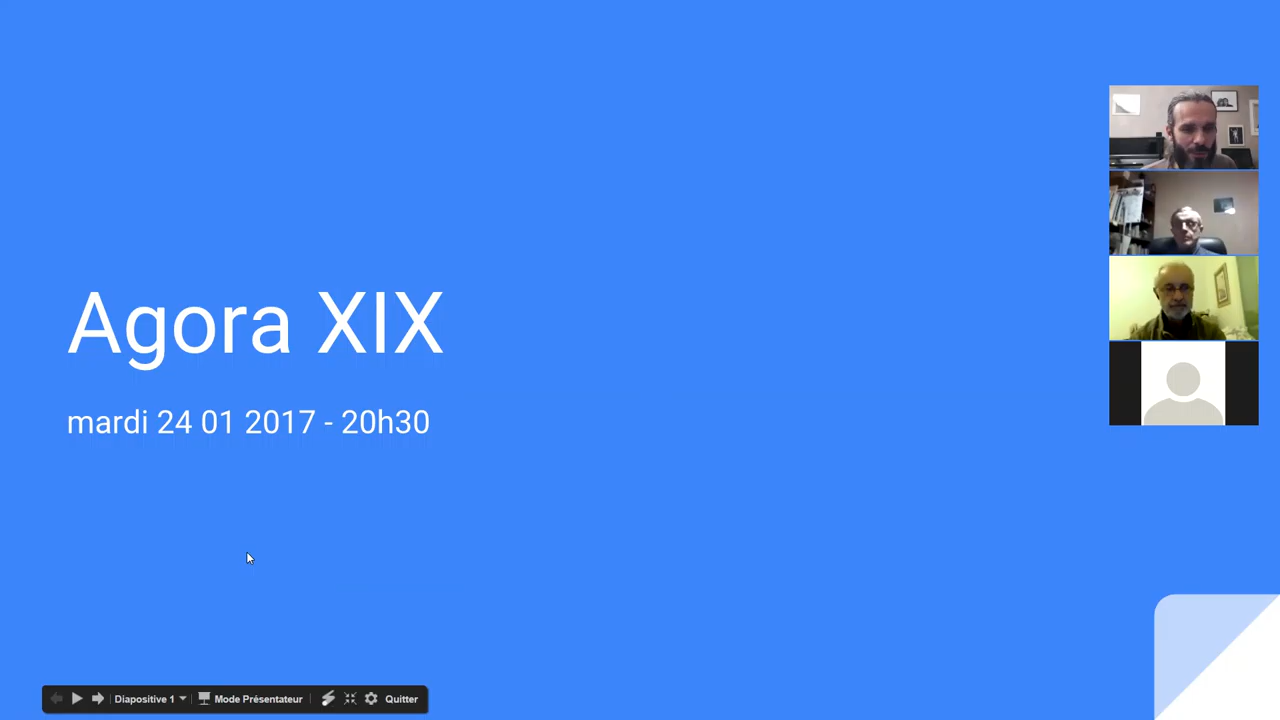 Agora XIX
mardi 24 01 2017 - 20h30
Diapositive 1
Mode Présentateur
Quitter